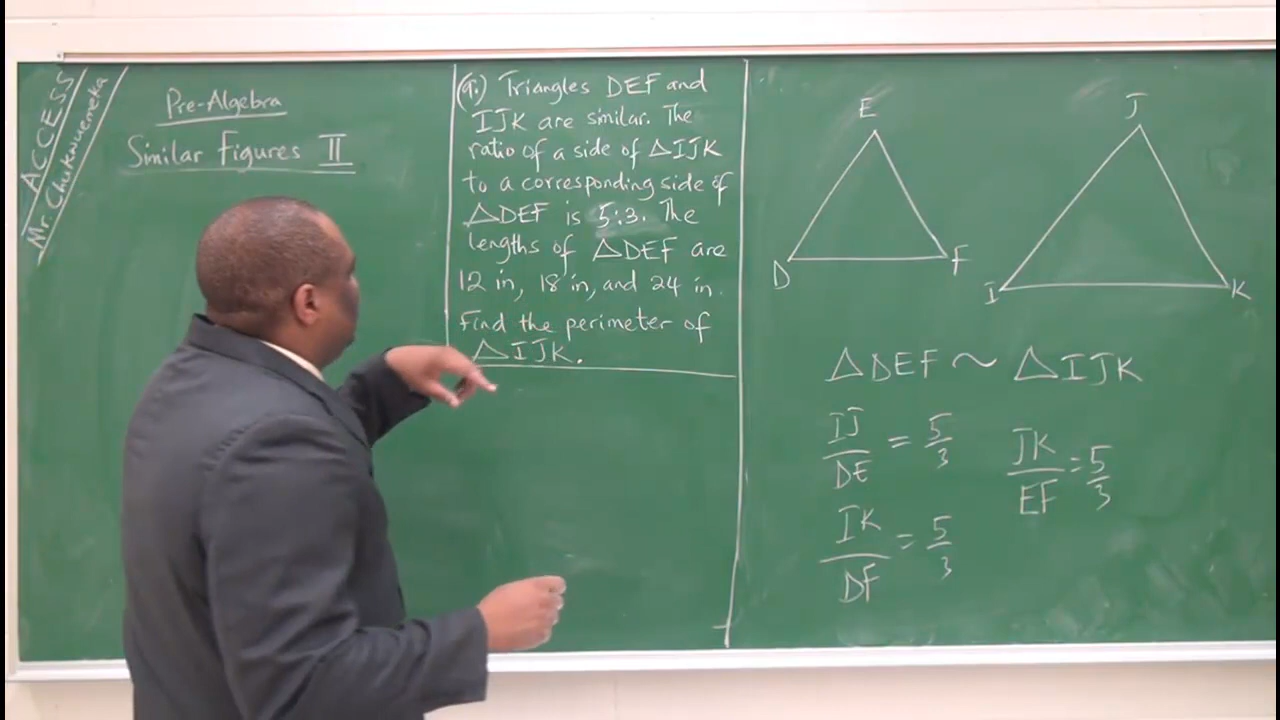 ACCESS
Mr. Chukwuemeka
Pre-Algebra
Similar Figures II
(a.) Triangles DEF and
IJK are similar. The
ratio of a side of △IJK
to a corresponding side of
△DEF is 5:3. The
lengths of △DEF are
12 in, 18 in, and 24 in.
Find the perimeter of
△IJK.
E
D
F
J
I
K
△DEF ~ △IJK
IJ/DE = 5/3
JK/EF = 5/3
IK/DF = 5/3